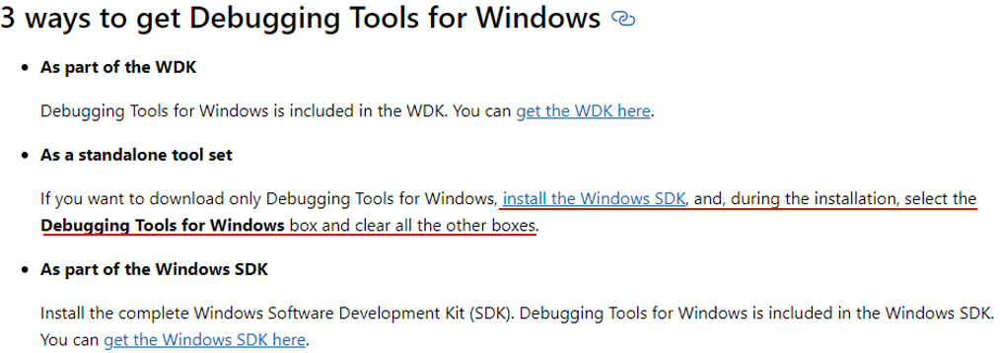 3 ways to get Debugging Tools for Windows
As part of the WDK
Debugging Tools for Windows is included in the WDK. You can get the WDK here.
As a standalone tool set
If you want to download only Debugging Tools for Windows, install the Windows SDK, and, during the installation, select the
Debugging Tools for Windows box and clear all the other boxes.
As part of the Windows SDK
Install the complete Windows Software Development Kit (SDK). Debugging Tools for Windows is included in the Windows SDK.
You can get the Windows SDK here.